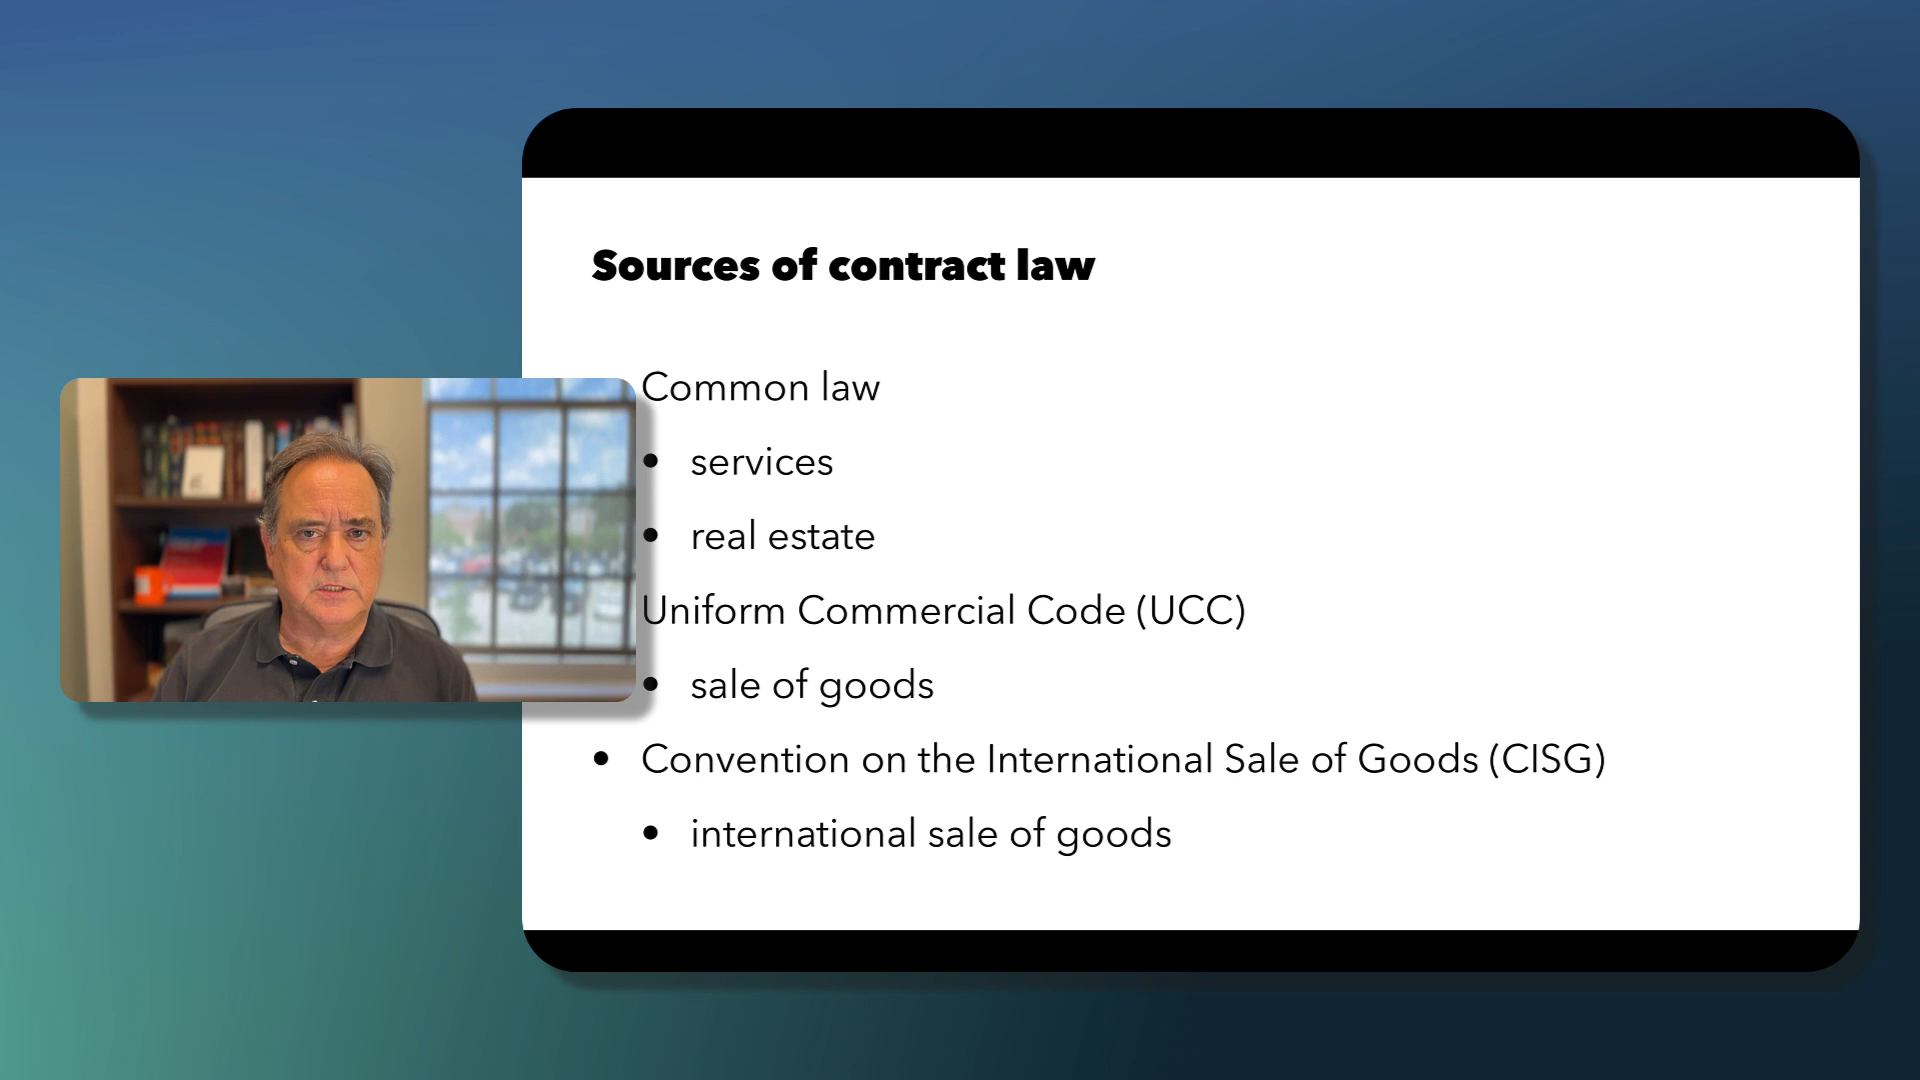 Sources of contract law
Common law
• services
• real estate
Uniform Commercial Code (UCC)
• sale of goods
• Convention on the International Sale of Goods (CISG)
• international sale of goods